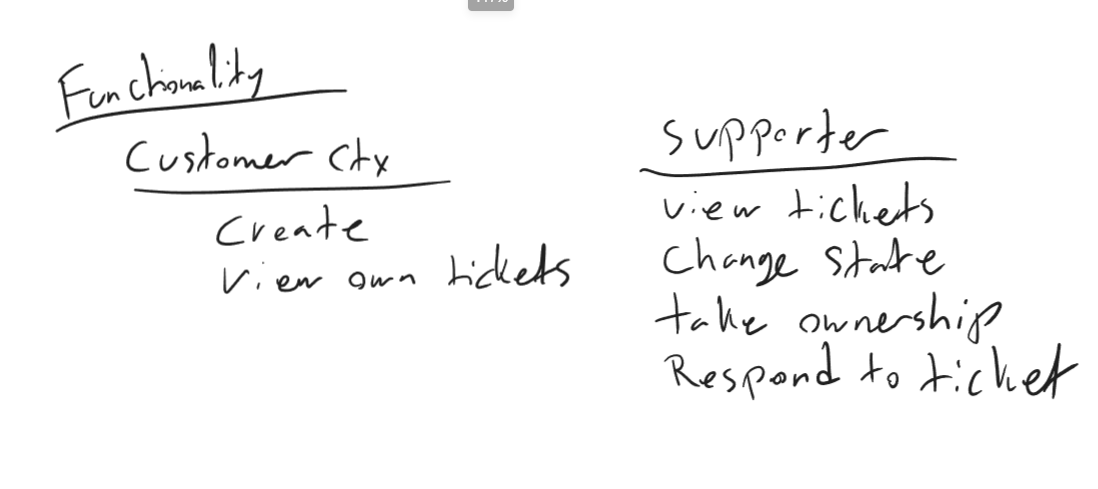 Functionality
Customer Ctx
Create
View own tickets
Supporter
view tickets
Change state
take ownership
Respond to ticket